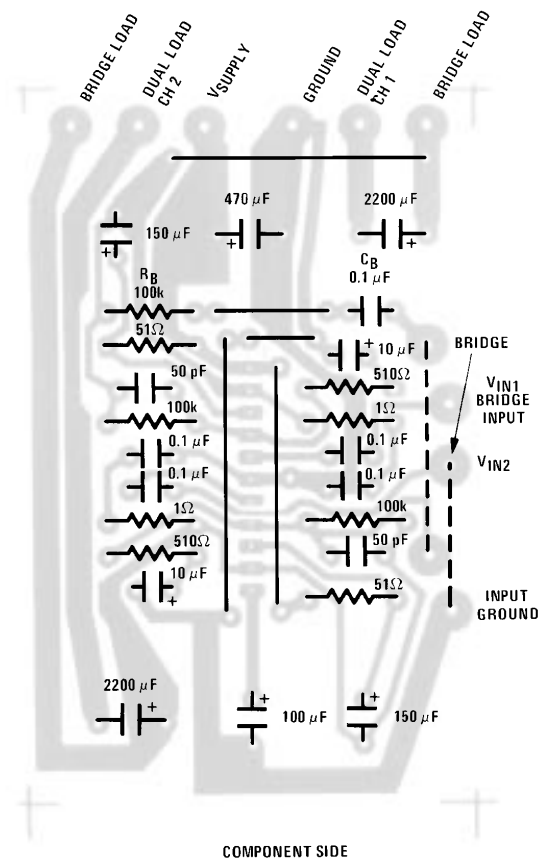 BRIDGE LOAD
DUAL LOAD
CH 2
VSUPPLY
GROUND
DUAL LOAD
CH 1
BRIDGE LOAD
150 μF
+
470 μF
+
2200 μF
+
RB
100k
CB
0.1 μF
51Ω
+
10 μF
BRIDGE
50 pF
510Ω
VIN1
BRIDGE
INPUT
100k
1Ω
0.1 μF
0.1 μF
VIN2
0.1 μF
0.1 μF
1Ω
100k
510Ω
50 pF
10 μF
+
51Ω
INPUT
GROUND
2200 μF
+
+
100 μF
+
150 μF
COMPONENT SIDE